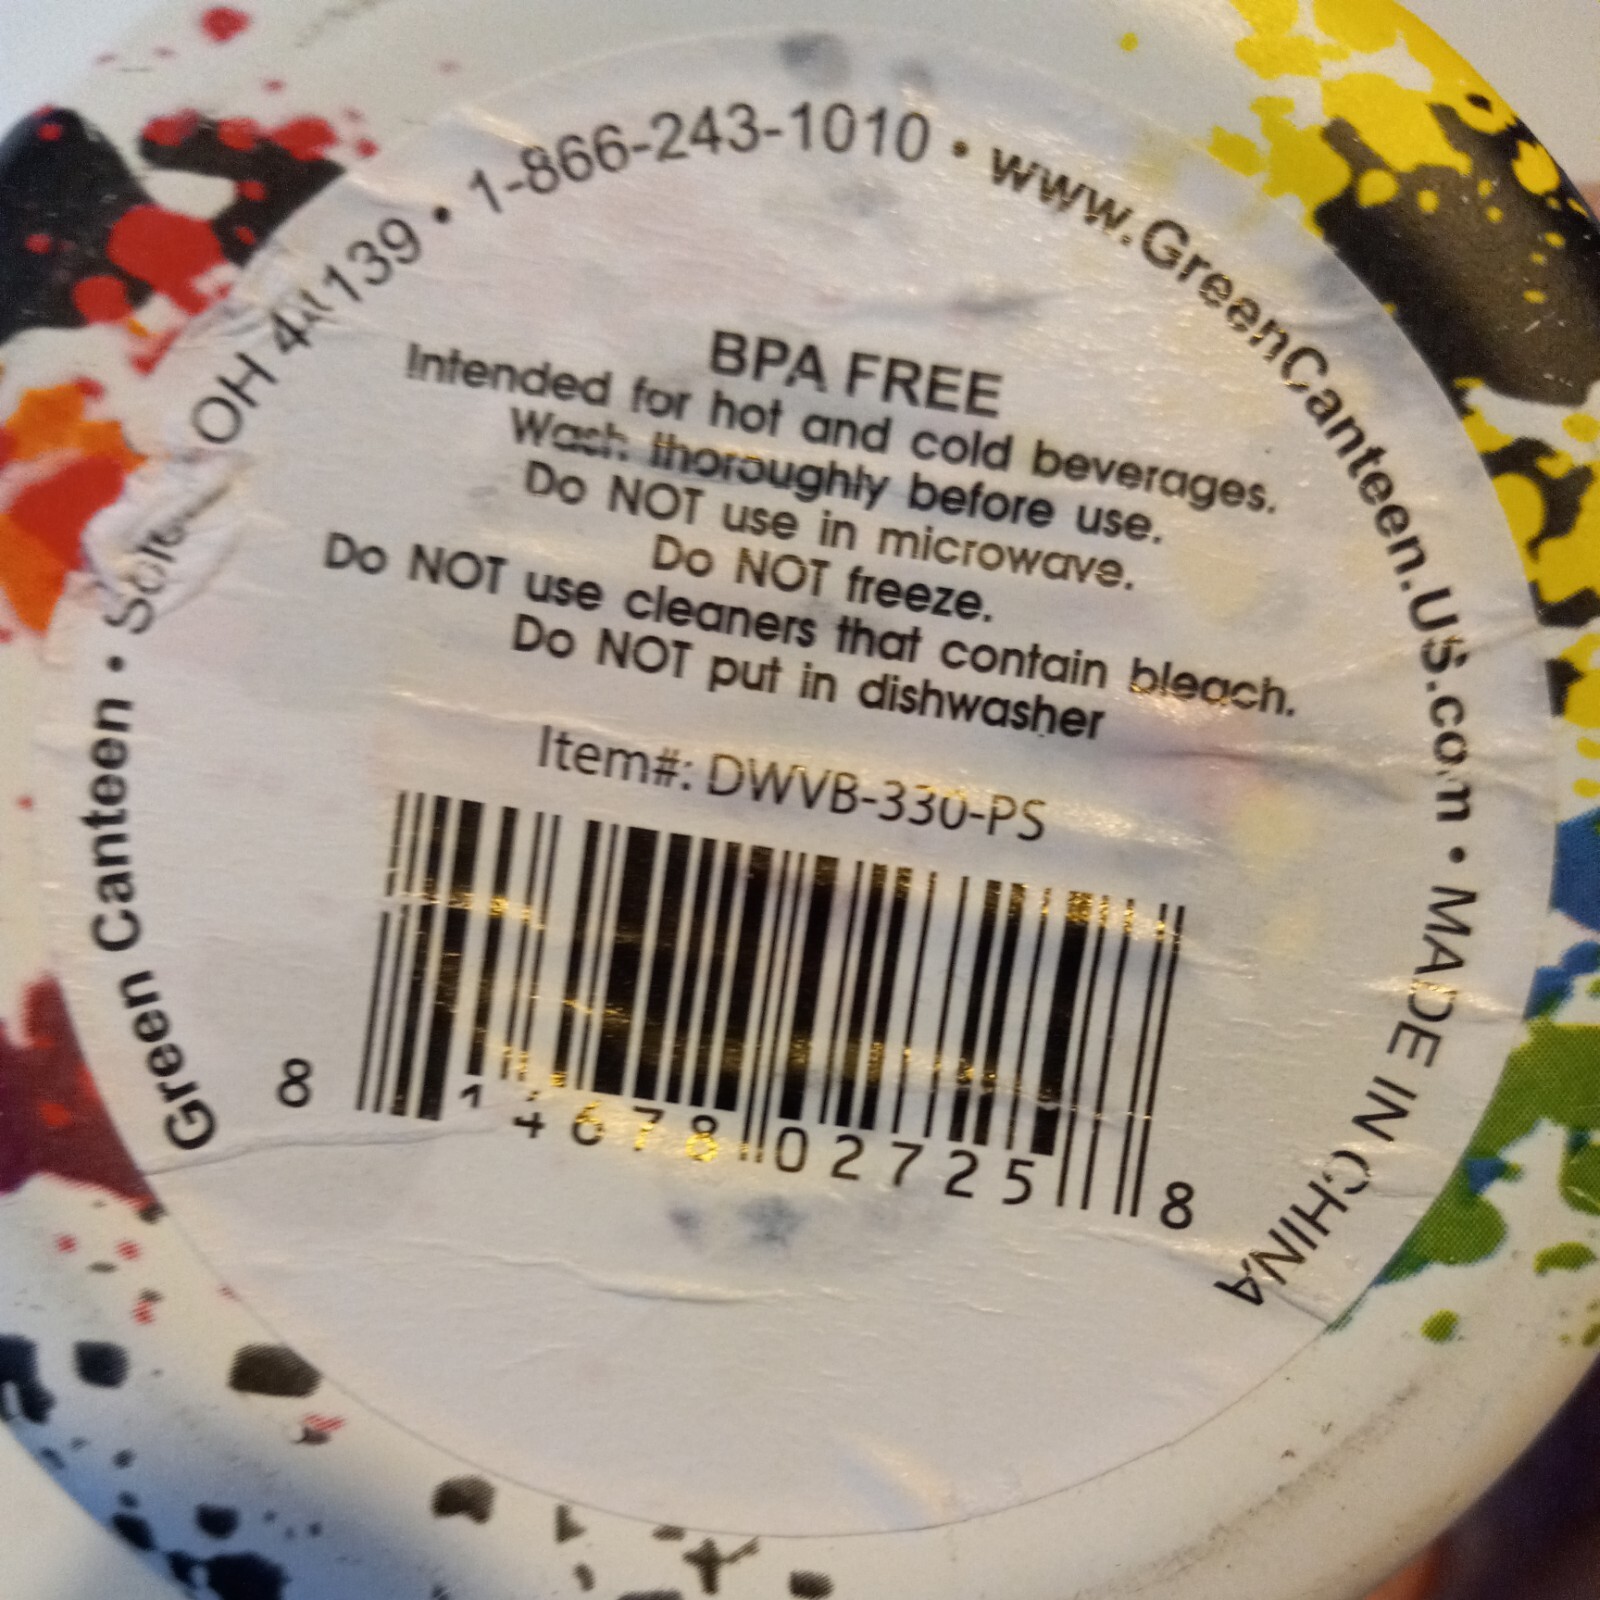 Green Canteen • OH 44139 • 1-866-243-1010 • www.GreenCanteen.US.com • MADE IN CHINA
BPA FREE
Intended for hot and cold beverages.
Wash thoroughly before use.
Do NOT use in microwave.
Do NOT freeze.
Do NOT use cleaners that contain bleach.
Do NOT put in dishwasher
Item#: DWVB-330-PS
8 14678 02725 8